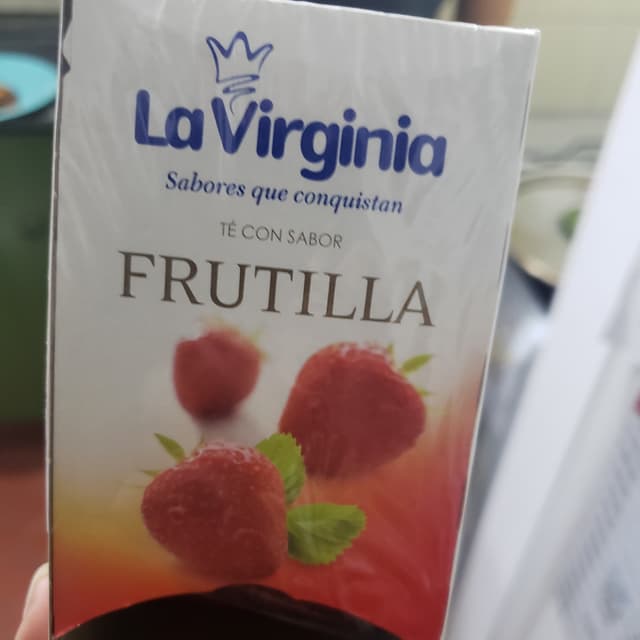 La Virginia
Sabores que conquistan
TÉ CON SABOR
FRUTILLA